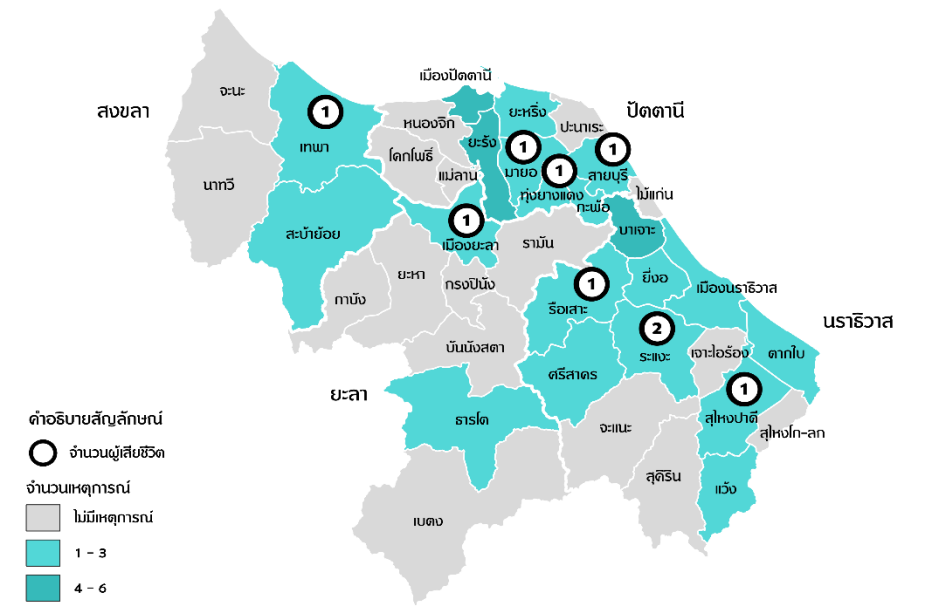 เมืองปัตตานี
สงขลา
จะนะ
1
เทพา
หนองจิก
ยะหริ่ง
ปัตตานี
ปะนาเระ
ยะรัง
โคกโพธิ์
แม่ลาน
1
มายอ
1
ทุ่งยางแดง
1
สายบุรี
นาทวี
ไม้แก่น
กะพ้อ
สะบ้าย้อย
1
เมืองยะลา
รามัน
บาเจาะ
ยะหา
กรงปินัง
กาบัง
1
รือเสาะ
ยี่งอ
เมืองนราธิวาส
นราธิวาส
2
ระแงะ
เจาะไอร้อง
ตากใบ
บันนังสตา
ศรีสาคร
ยะลา
1
สุไหงปาดี
ธารโต
จะแนะ
สุไหงโก-ลก
สุคิริน
แว้ง
เบตง
คำอธิบายสัญลักษณ์
จำนวนผู้เสียชีวิต
จำนวนเหตุการณ์
ไม่มีเหตุการณ์
1 - 3
4 - 6